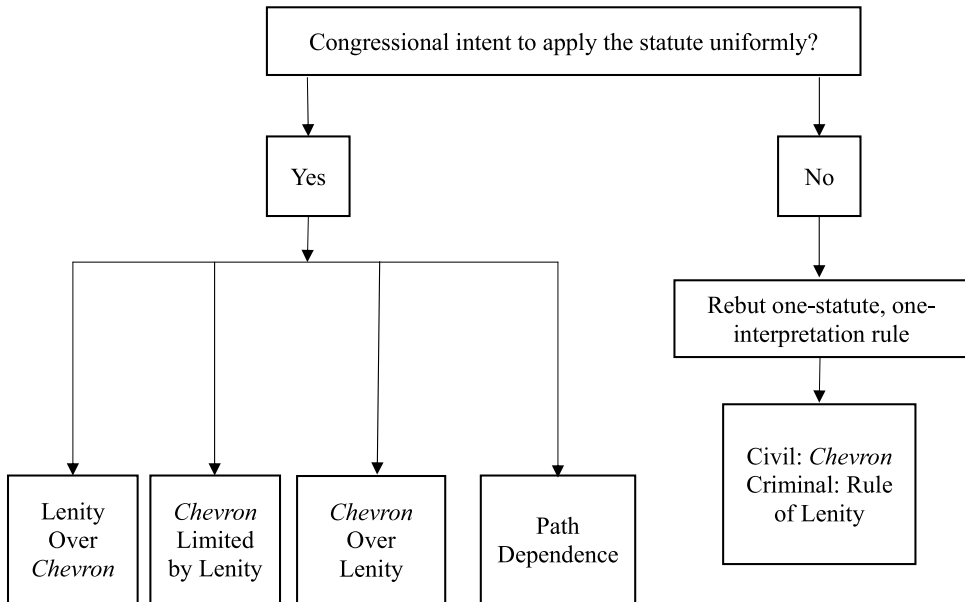 Congressional intent to apply the statute uniformly?
Yes
No
Rebut one-statute, one-
interpretation rule
Civil: Chevron
Criminal: Rule
of Lenity
Lenity
Over
Chevron
Chevron
Limited
by Lenity
Chevron
Over
Lenity
Path
Dependence